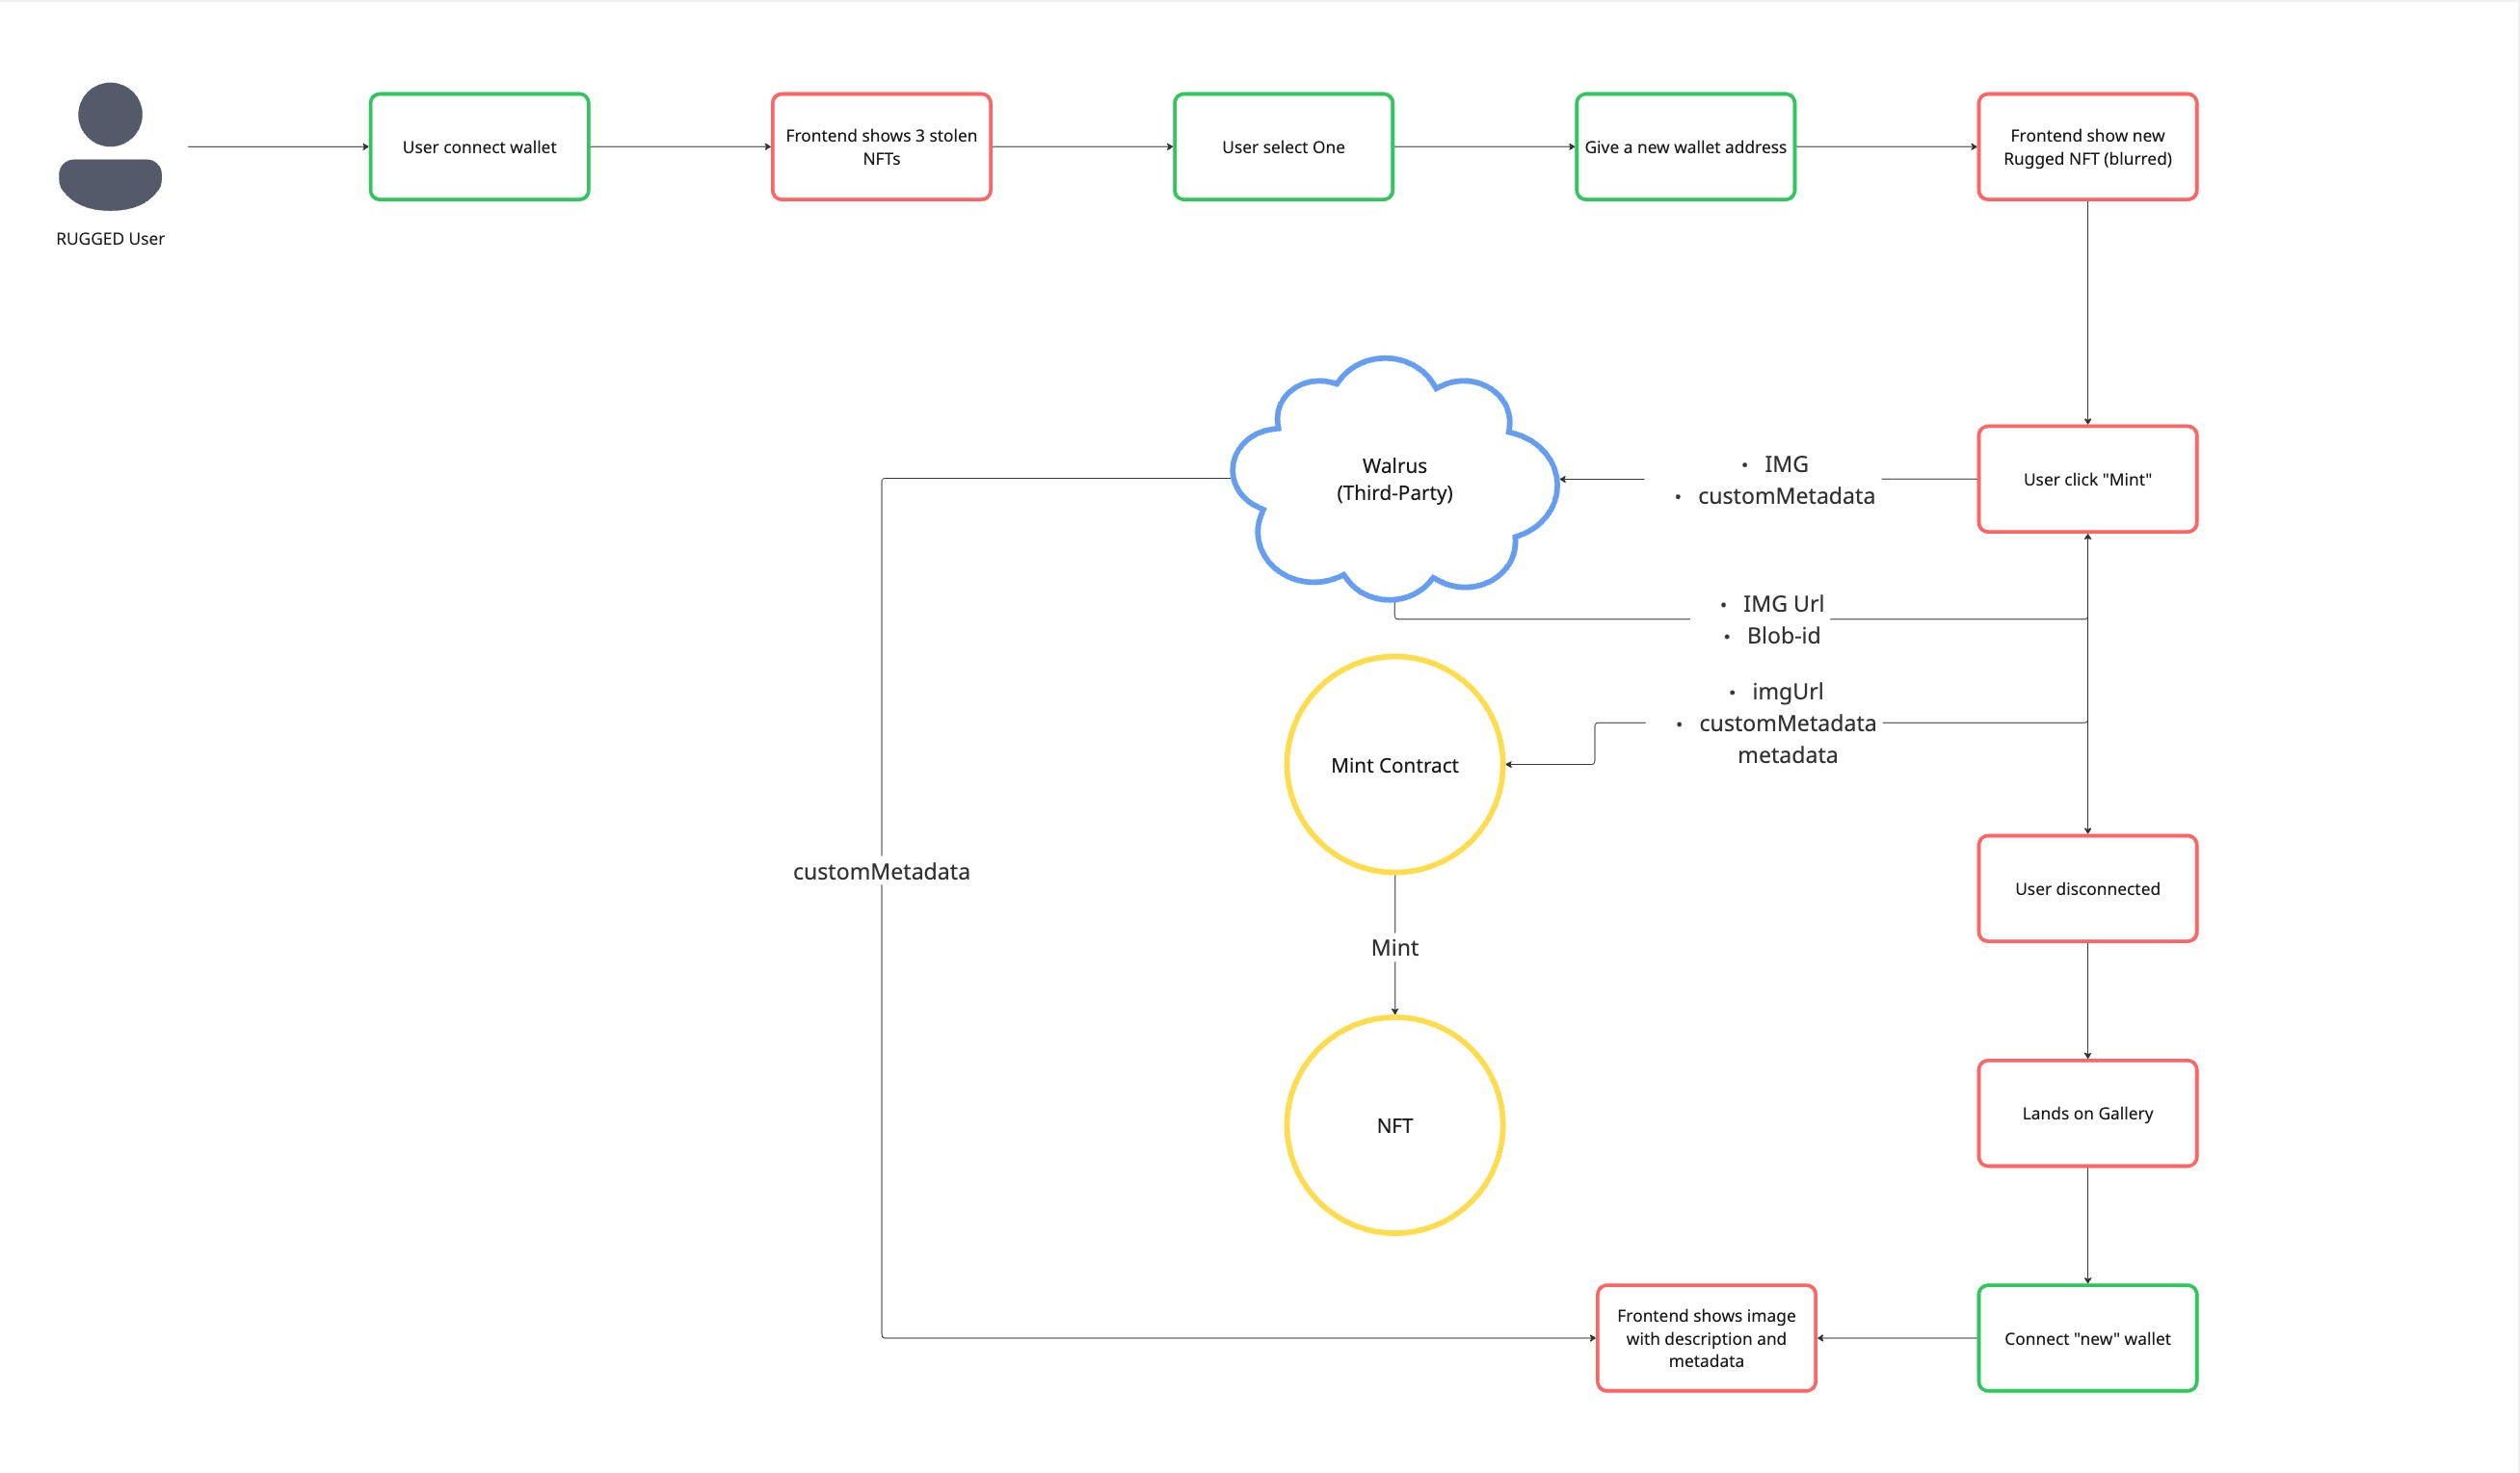 RUGGED User
User connect wallet
Frontend shows 3 stolen
NFTs
User select One
Give a new wallet address
Frontend show new
Rugged NFT (blurred)
Walrus
(Third-Party)
• IMG
• customMetadata
User click "Mint"
• IMG Url
• Blob-id
• imgUrl
• customMetadata
metadata
Mint Contract
customMetadata
User disconnected
Mint
NFT
Lands on Gallery
Frontend shows image
with description and
metadata
Connect "new" wallet